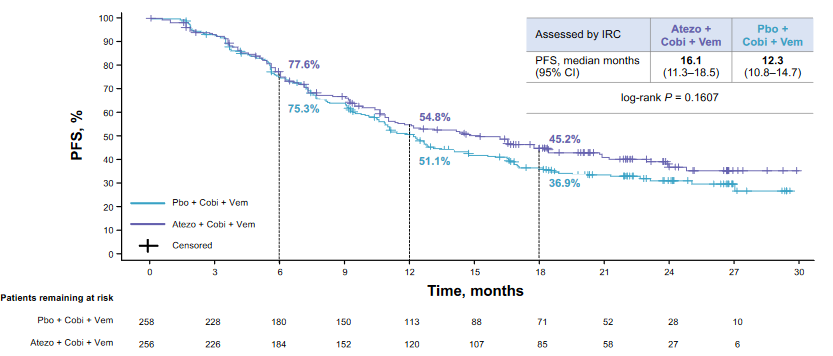 Assessed by IRC Atezo + Cobi + Vem Pbo + Cobi + Vem
PFS, median months (95% CI) 16.1 (11.3–18.5) 12.3 (10.8–14.7)
log-rank P = 0.1607
PFS, %
100
90
80
70
60
50
40
30
20
10
0
77.6%
75.3%
54.8%
51.1%
45.2%
36.9%
Pbo + Cobi + Vem
Atezo + Cobi + Vem
Censored
0 3 6 9 12 15 18 21 24 27 30
Time, months
Patients remaining at risk
Pbo + Cobi + Vem 258 228 180 150 113 88 71 52 28 10
Atezo + Cobi + Vem 256 226 184 152 120 107 85 58 27 6